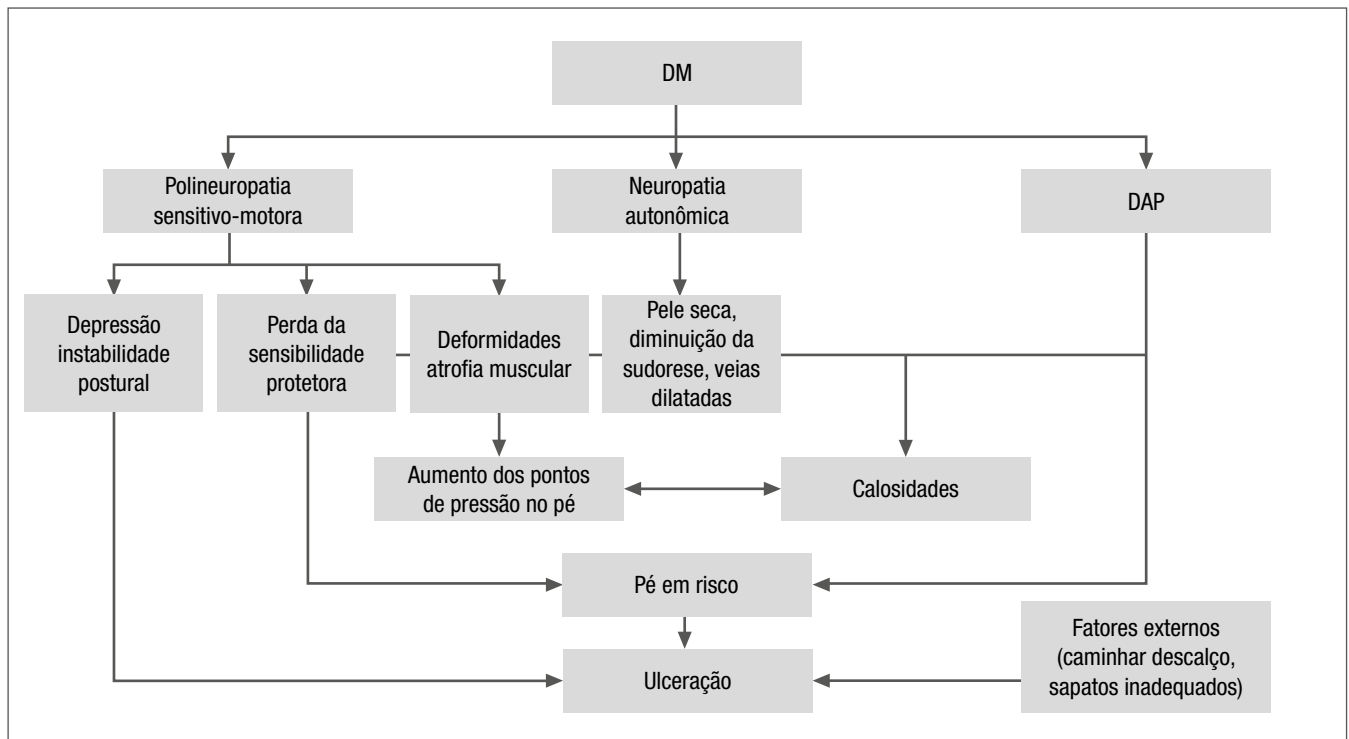 DM
Polineuropatia
sensitivo-motora
Neuropatia
autonômica
DAP
Depressão
instabilidade
postural
Perda da
sensibilidade
protetora
Deformidades
atrofia muscular
Pele seca,
diminuição da
sudorese, veias
dilatadas
Aumento dos pontos
de pressão no pé
Calosidades
Pé em risco
Fatores externos
(caminhar descalço,
sapatos inadequados)
Ulceração